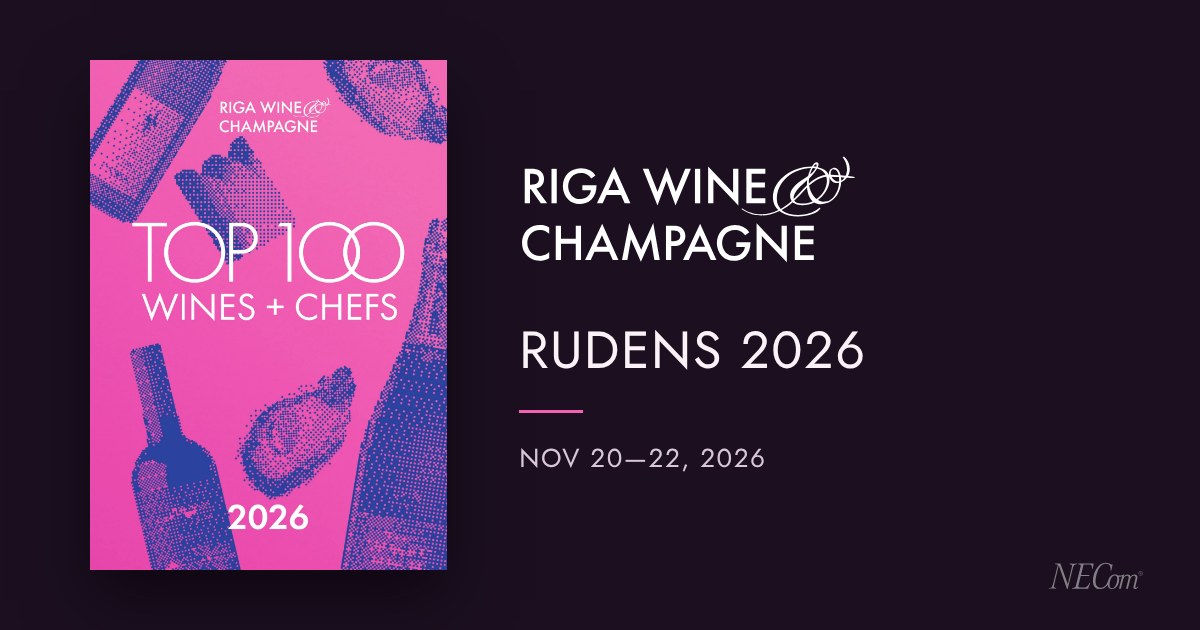 RIGA WINE &
CHAMPAGNE
TOP 100
WINES + CHEFS
2026
RIGA WINE &
CHAMPAGNE
RUDENS 2026
NOV 20—22, 2026
NECom®